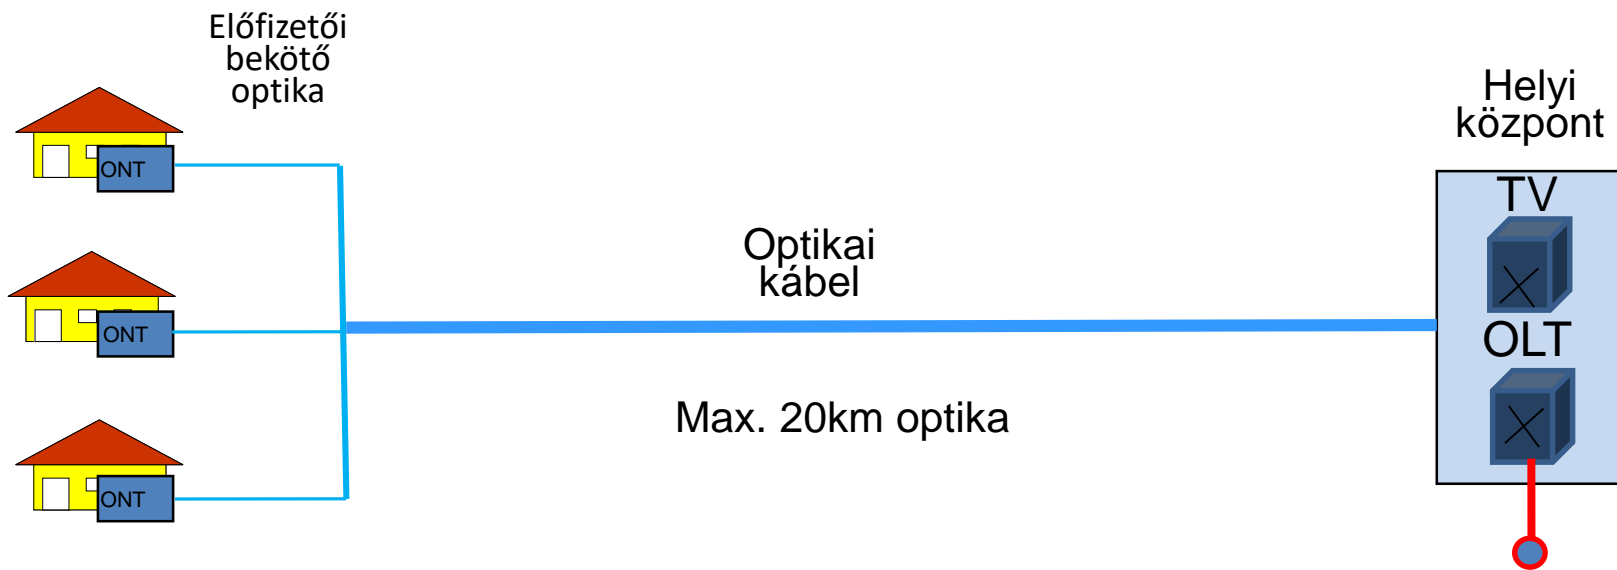 Előfizetői
bekötő
optika
ONT
ONT
ONT
Optikai
kábel
Max. 20km optika
Helyi
központ
TV
OLT